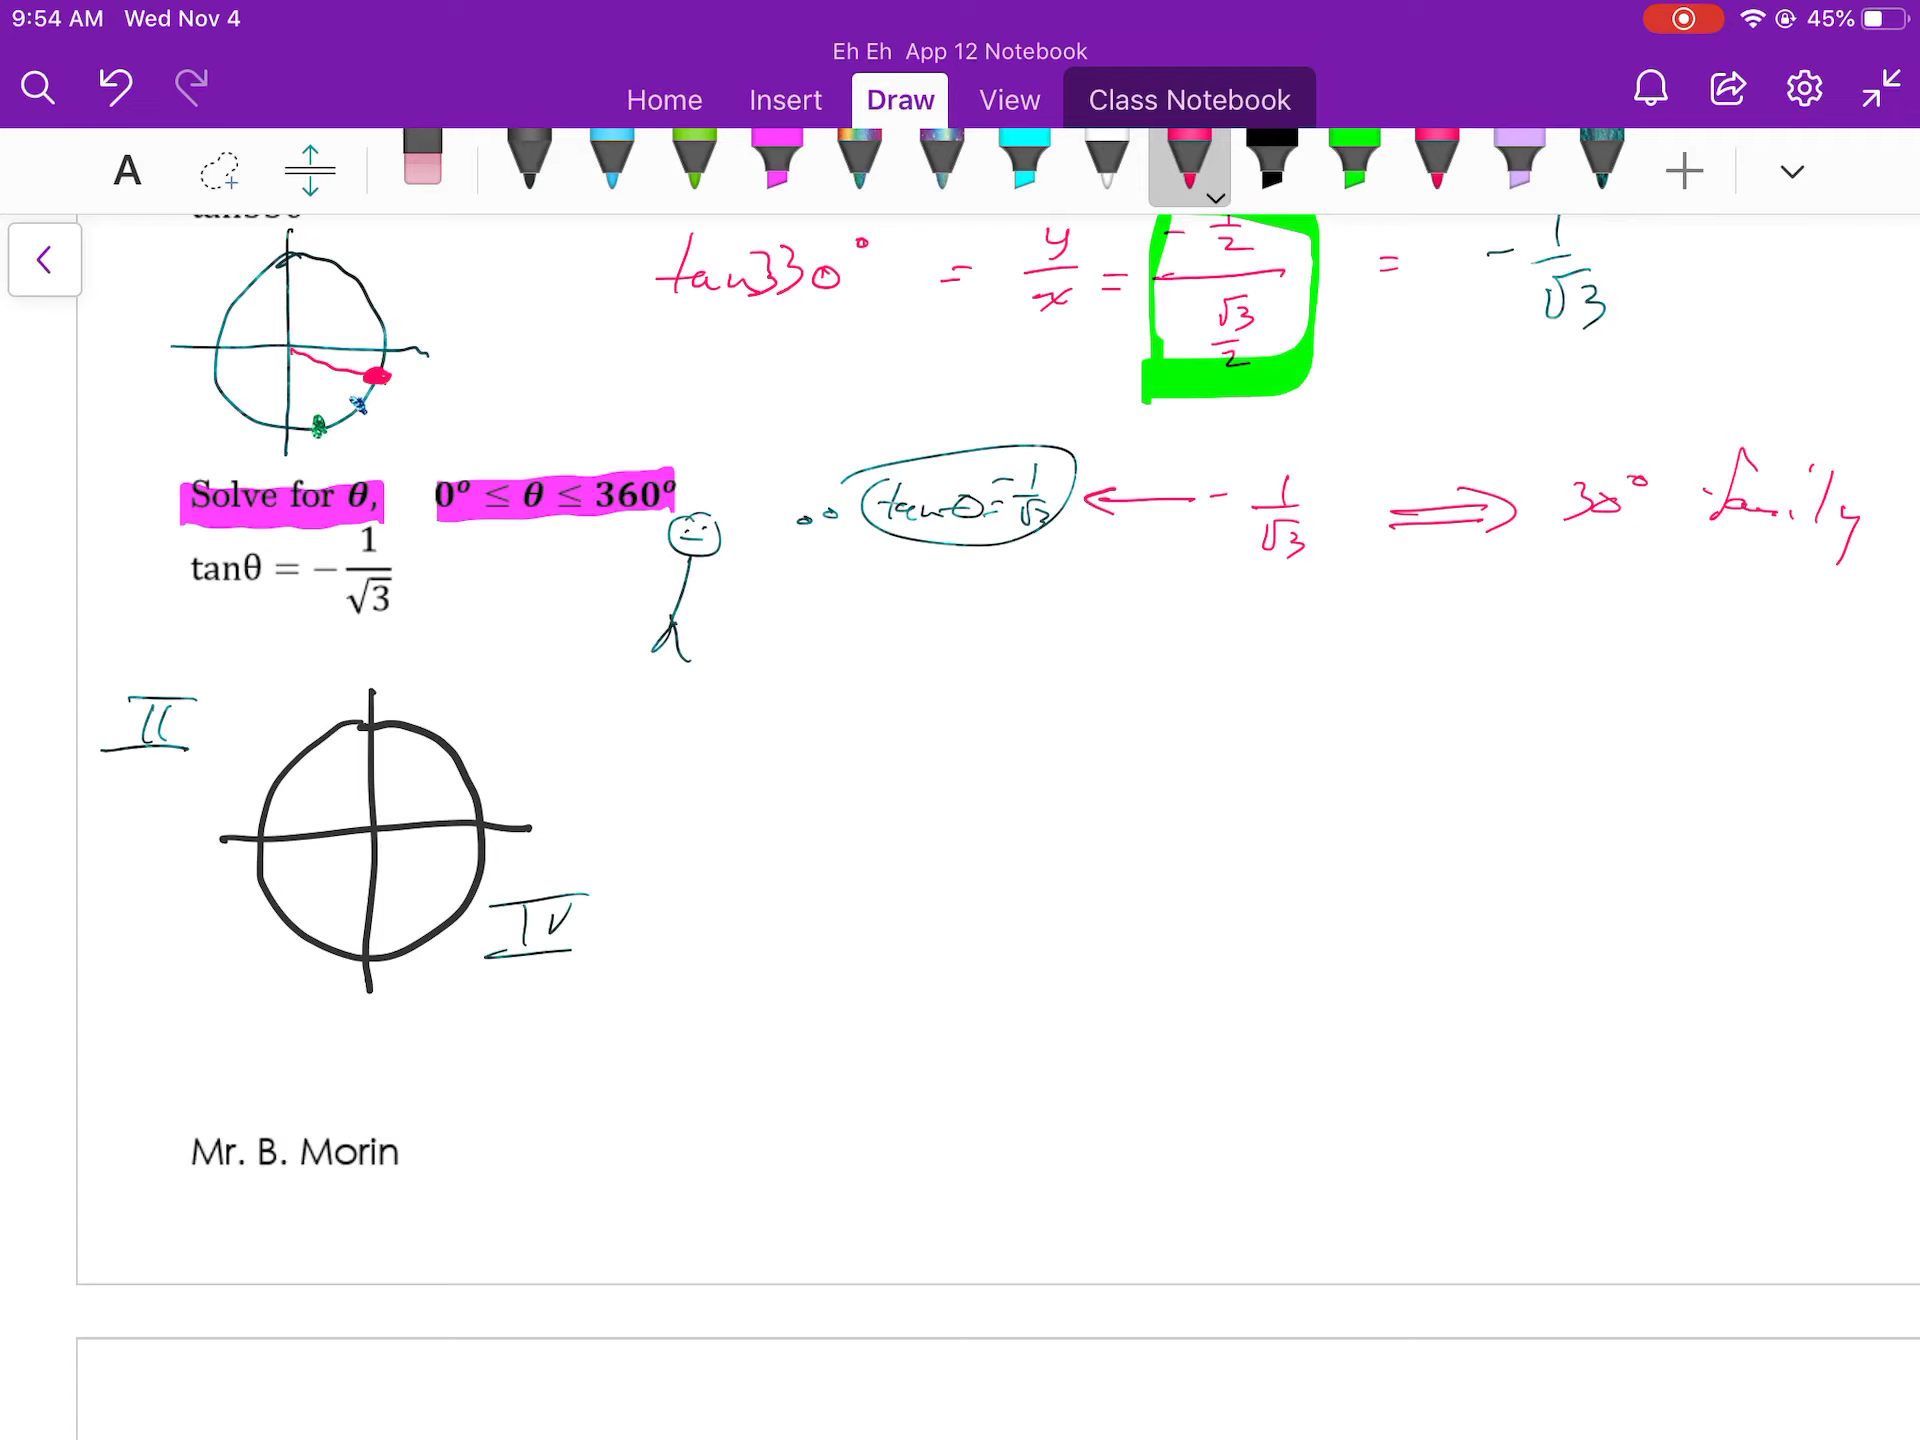 9:54 AM Wed Nov 4 45%
Eh Eh App 12 Notebook
Home Insert Draw View Class Notebook
A
tan330° = y/x = (-1/2)/(√3/2) = -1/√3
Solve for θ, 0° ≤ θ ≤ 360°
tanθ = -1/√3 ← -1/√3 ⇒ 30° family
tanθ = -1/√3
II
IV
Mr. B. Morin